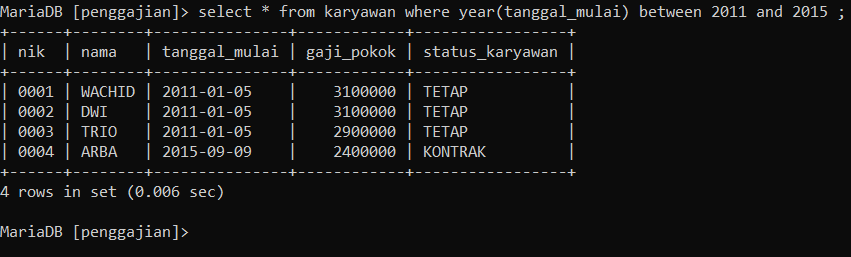 MariaDB [penggajian]> select * from karyawan where year(tanggal_mulai) between 2011 and 2015 ;
+------+--------+---------------+------------+-----------------+
| nik  | nama   | tanggal_mulai | gaji_pokok | status_karyawan |
+------+--------+---------------+------------+-----------------+
| 0001 | WACHID | 2011-01-05    |    3100000 | TETAP           |
| 0002 | DWI    | 2011-01-05    |    3100000 | TETAP           |
| 0003 | TRIO   | 2011-01-05    |    2900000 | TETAP           |
| 0004 | ARBA   | 2015-09-09    |    2400000 | KONTRAK         |
+------+--------+---------------+------------+-----------------+
4 rows in set (0.006 sec)

MariaDB [penggajian]>